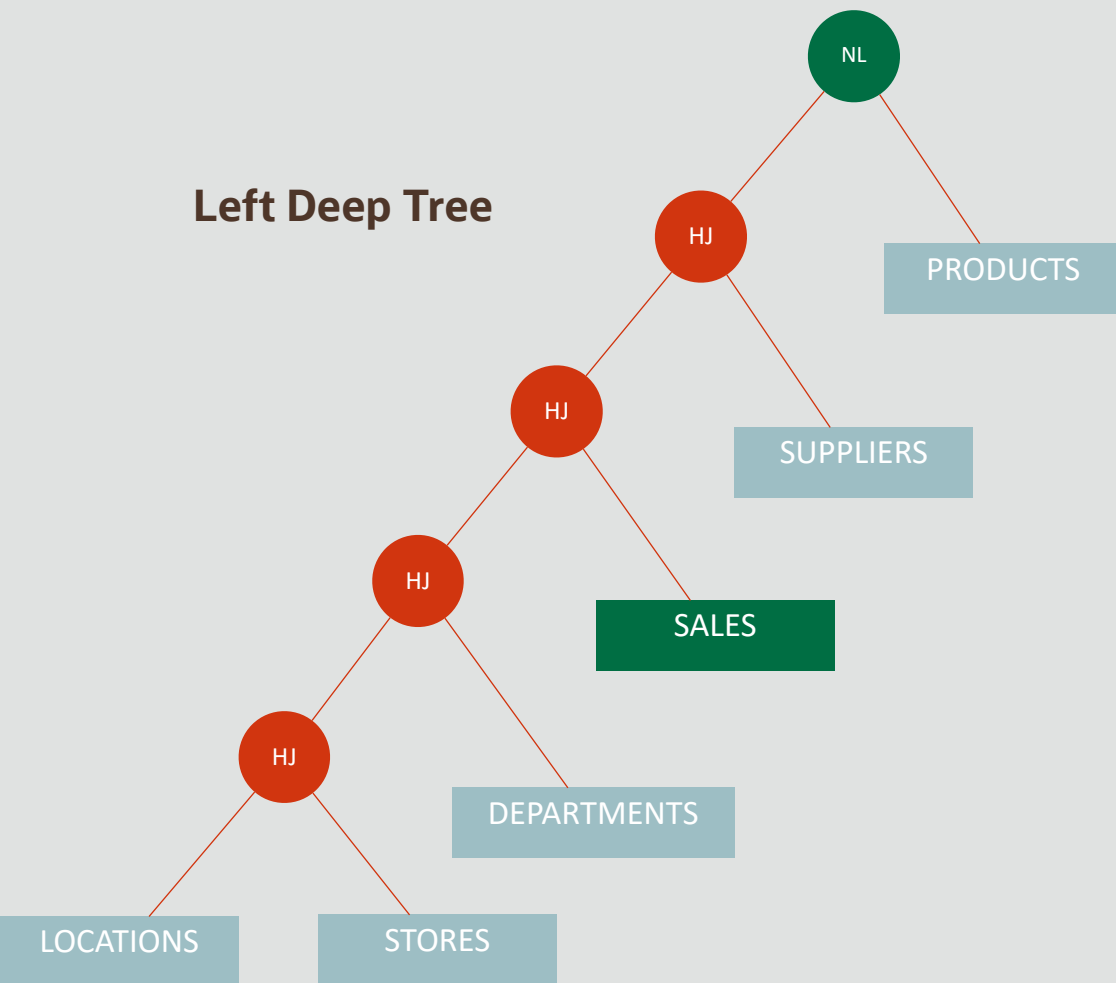 NL
Left Deep Tree
HJ
PRODUCTS
HJ
SUPPLIERS
HJ
SALES
HJ
DEPARTMENTS
LOCATIONS
STORES